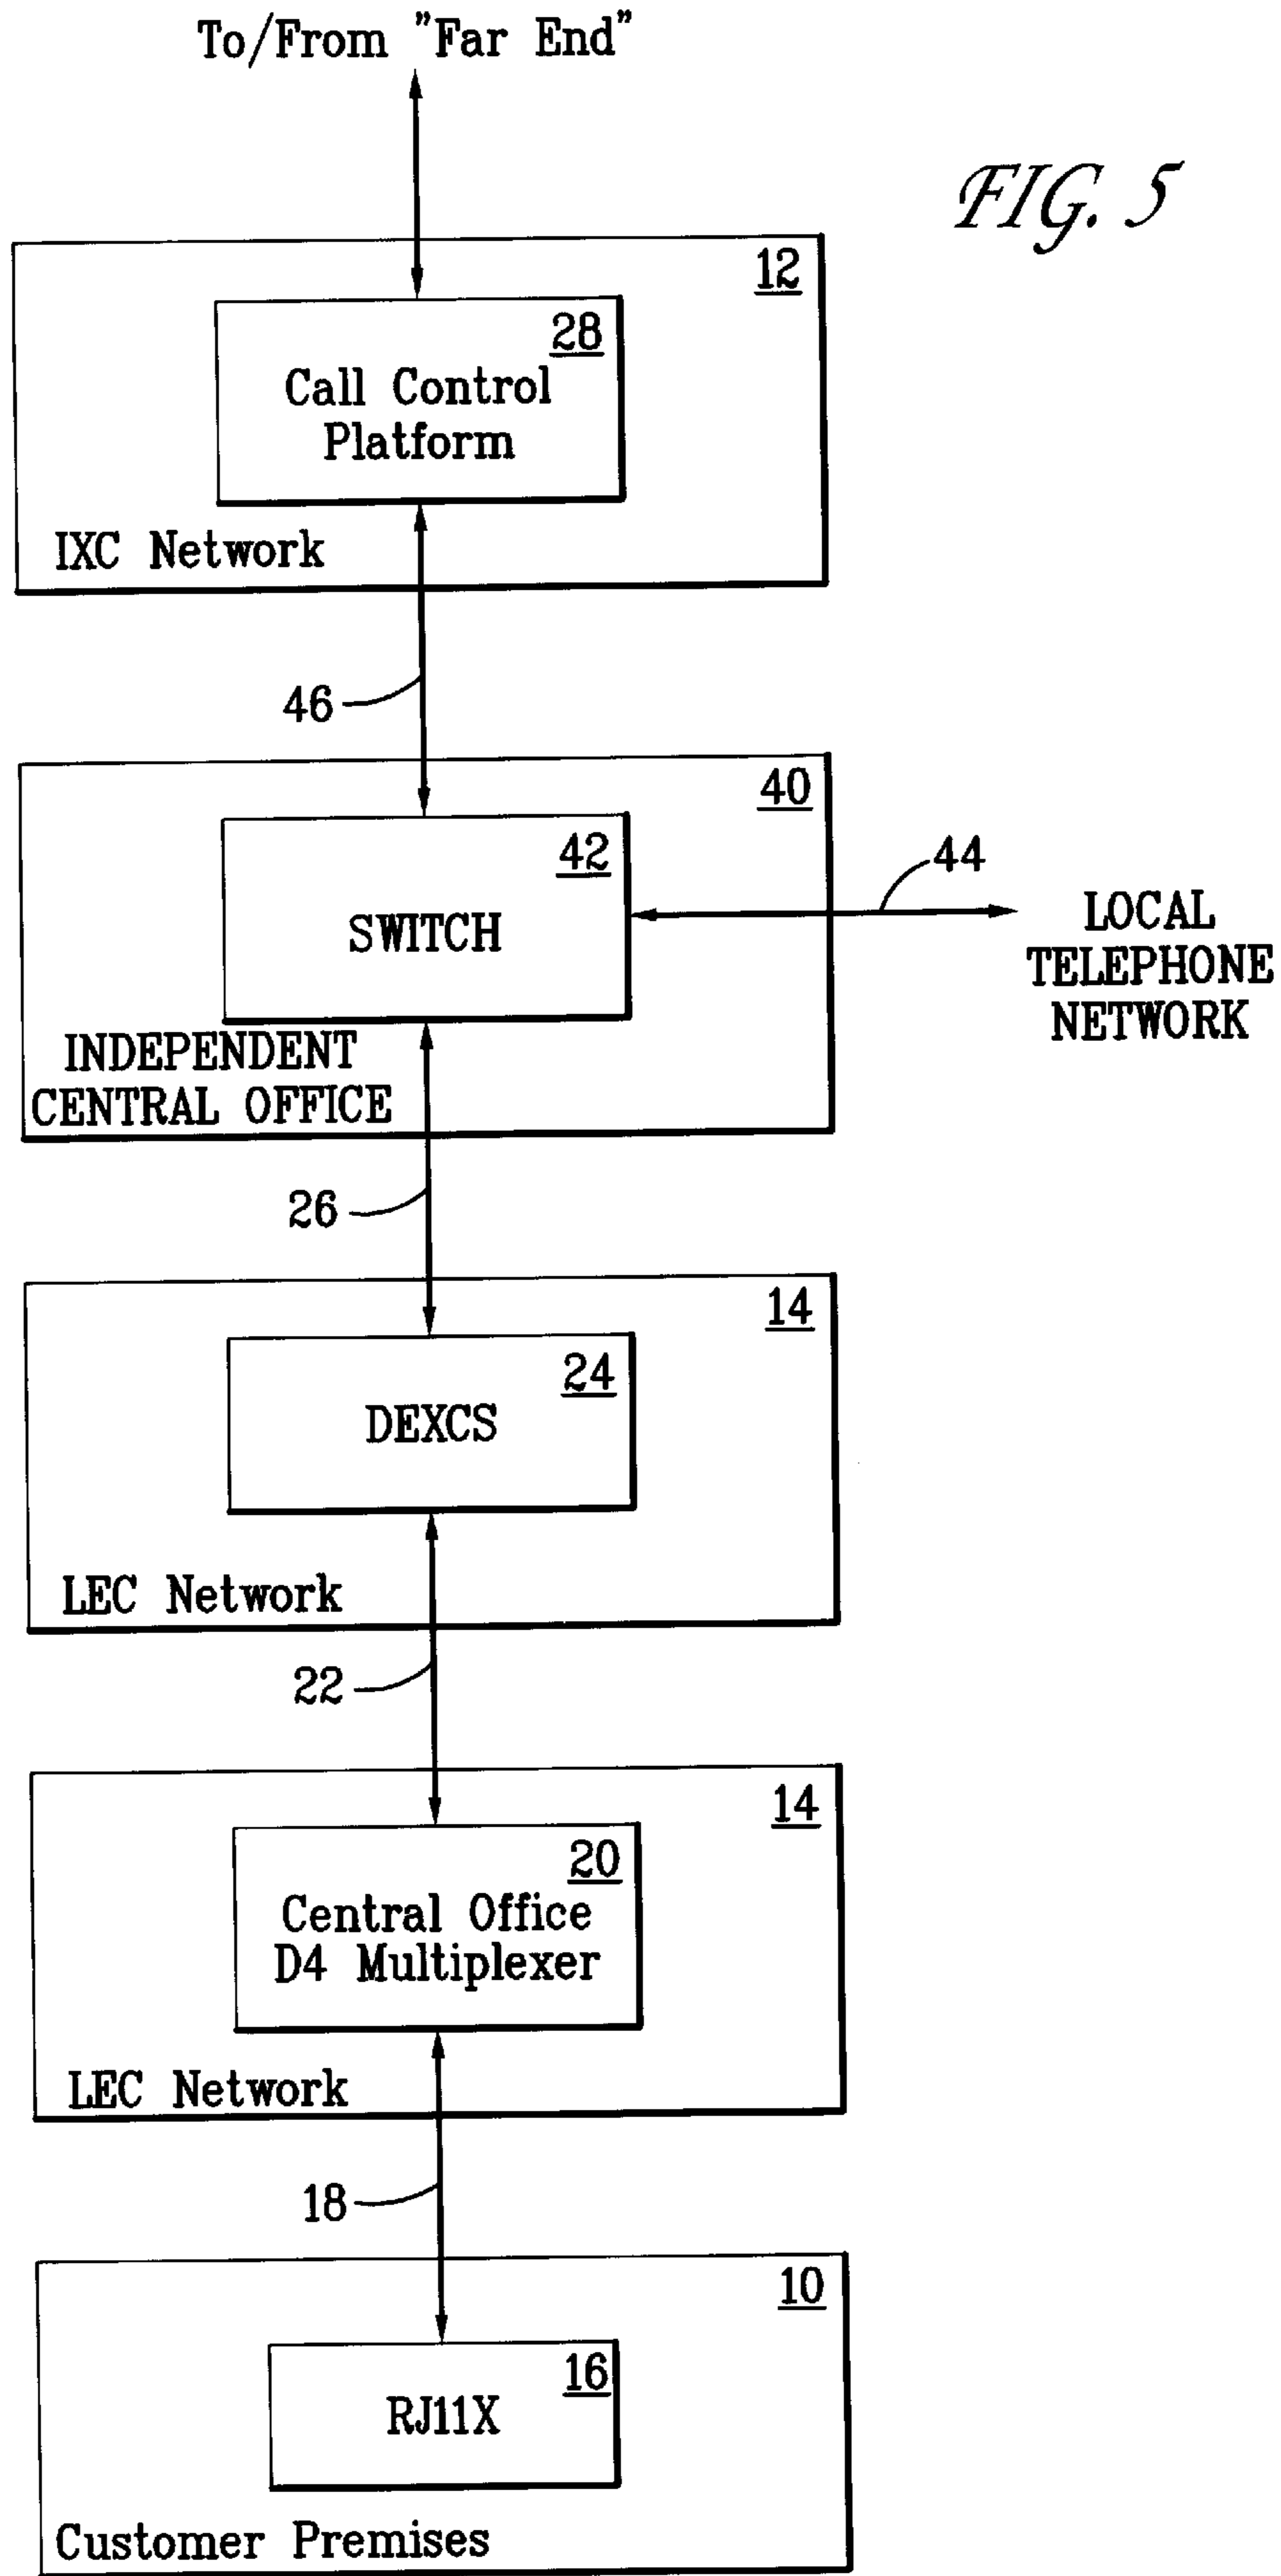 To/From "Far End"
FIG. 5
12
28
Call Control
Platform
IXC Network
46
40
42
SWITCH
44
LOCAL
TELEPHONE
NETWORK
INDEPENDENT
CENTRAL OFFICE
26
14
24
DEXCS
LEC Network
22
14
20
Central Office
D4 Multiplexer
LEC Network
18
10
16
RJ11X
Customer Premises